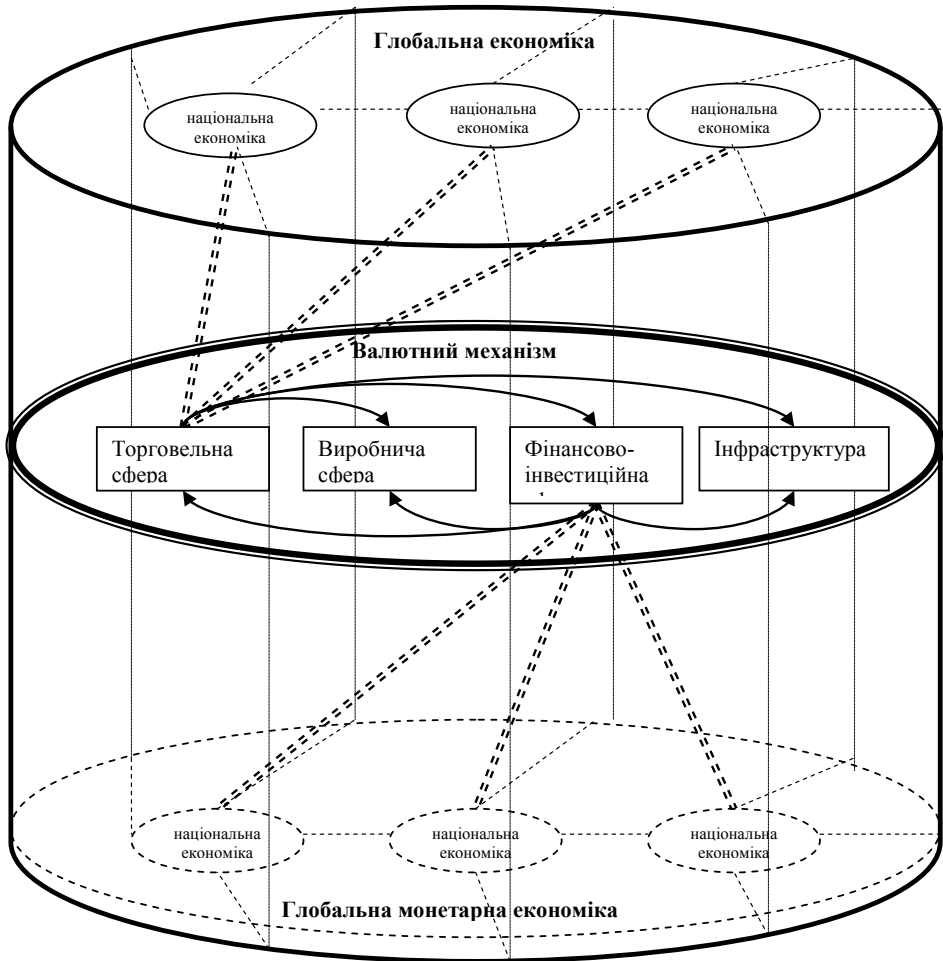 Глобальна економіка
національна
економіка
національна
економіка
національна
економіка
Валютний механізм
Торговельна
сфера
Виробнича
сфера
Фінансово-
інвестиційна
Інфраструктура
національна
економіка
національна
економіка
національна
економіка
Глобальна монетарна економіка